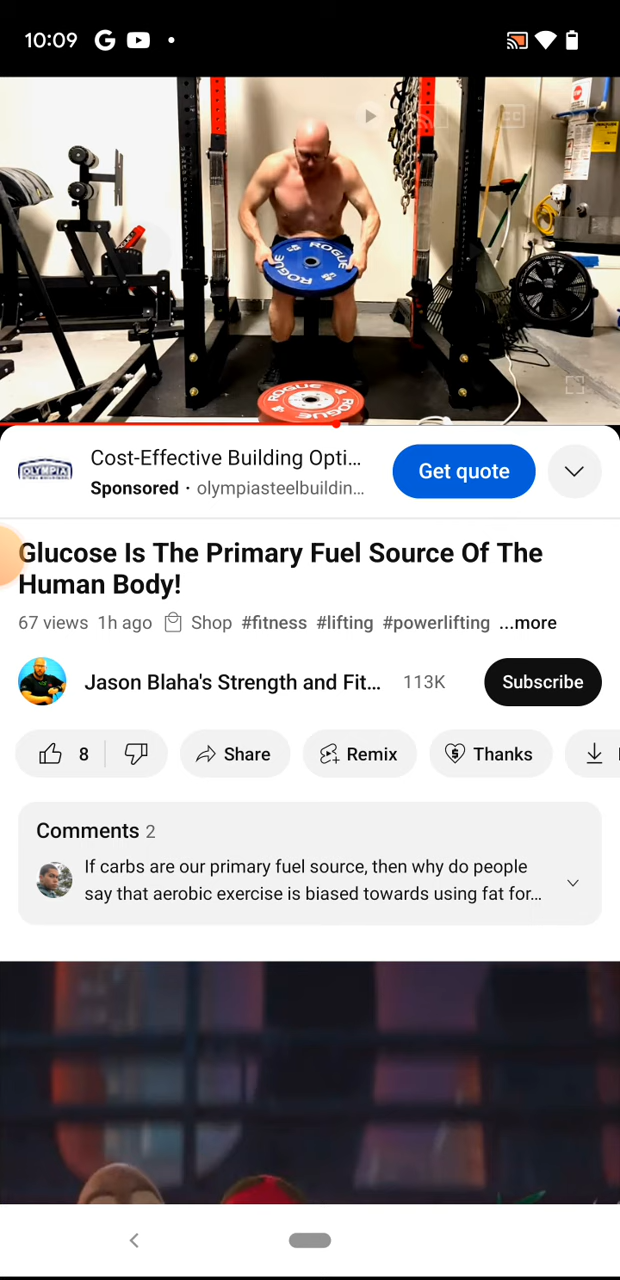 10:09
CC
ROGUE
ROGUE
ROGUE
ROGUE
OLYMPIA
Cost-Effective Building Opti...
Get quote
Sponsored · olympiasteelbuildin...
Glucose Is The Primary Fuel Source Of The
Human Body!
67 views 1h ago Shop #fitness #lifting #powerlifting ...more
Jason Blaha's Strength and Fit... 113K
Subscribe
8
Share
Remix
Thanks
Comments 2
If carbs are our primary fuel source, then why do people
say that aerobic exercise is biased towards using fat for...